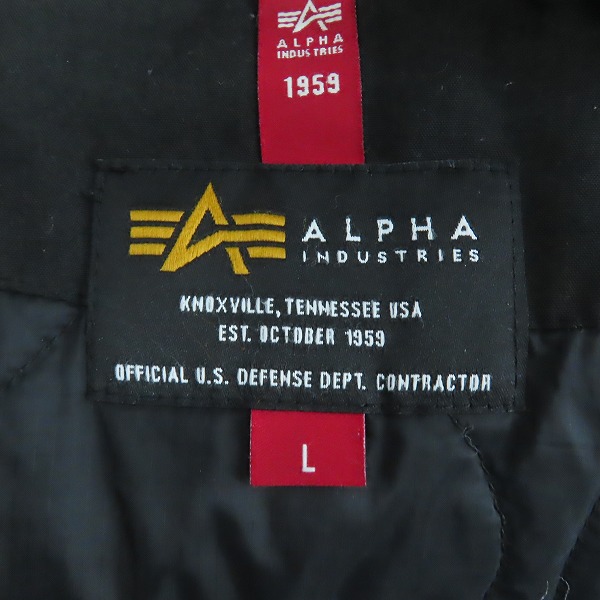 ALPHA
INDUSTRIES
1959
ALPHA
INDUSTRIES
KNOXVILLE, TENNESSEE USA
EST. OCTOBER 1959
OFFICIAL U.S. DEFENSE DEPT. CONTRACTOR
L